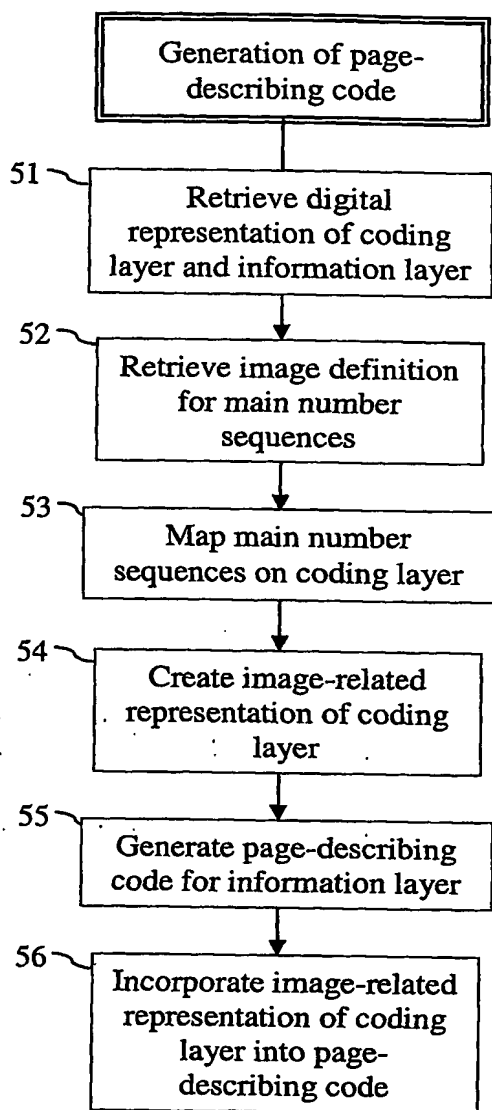 Generation of page-
describing code
51
Retrieve digital
representation of coding
layer and information layer
52
Retrieve image definition
for main number
sequences
53
Map main number
sequences on coding layer
54
Create image-related
representation of coding
layer
55
Generate page-describing
code for information layer
56
Incorporate image-related
representation of coding
layer into page-
describing code